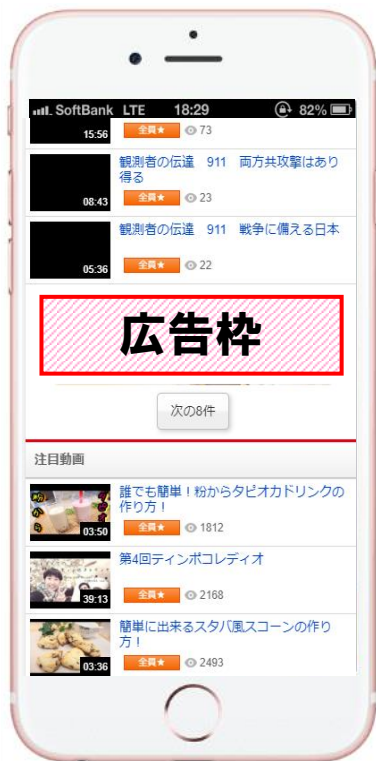 SoftBank LTE 18:29 82%
15:56 全員★ 73
観測者の伝達 911 両方共攻撃はあり
得る
08:43 全員★ 23
観測者の伝達 911 戦争に備える日本
05:36 全員★ 22
広告枠
次の8件
注目動画
誰でも簡単！粉からタピオカドリンクの
作り方！
03:50 全員★ 1812
第4回ティンポコレディオ
39:13 全員★ 2168
簡単に出来るスタバ風スコーンの作り
方！
03:36 全員★ 2493